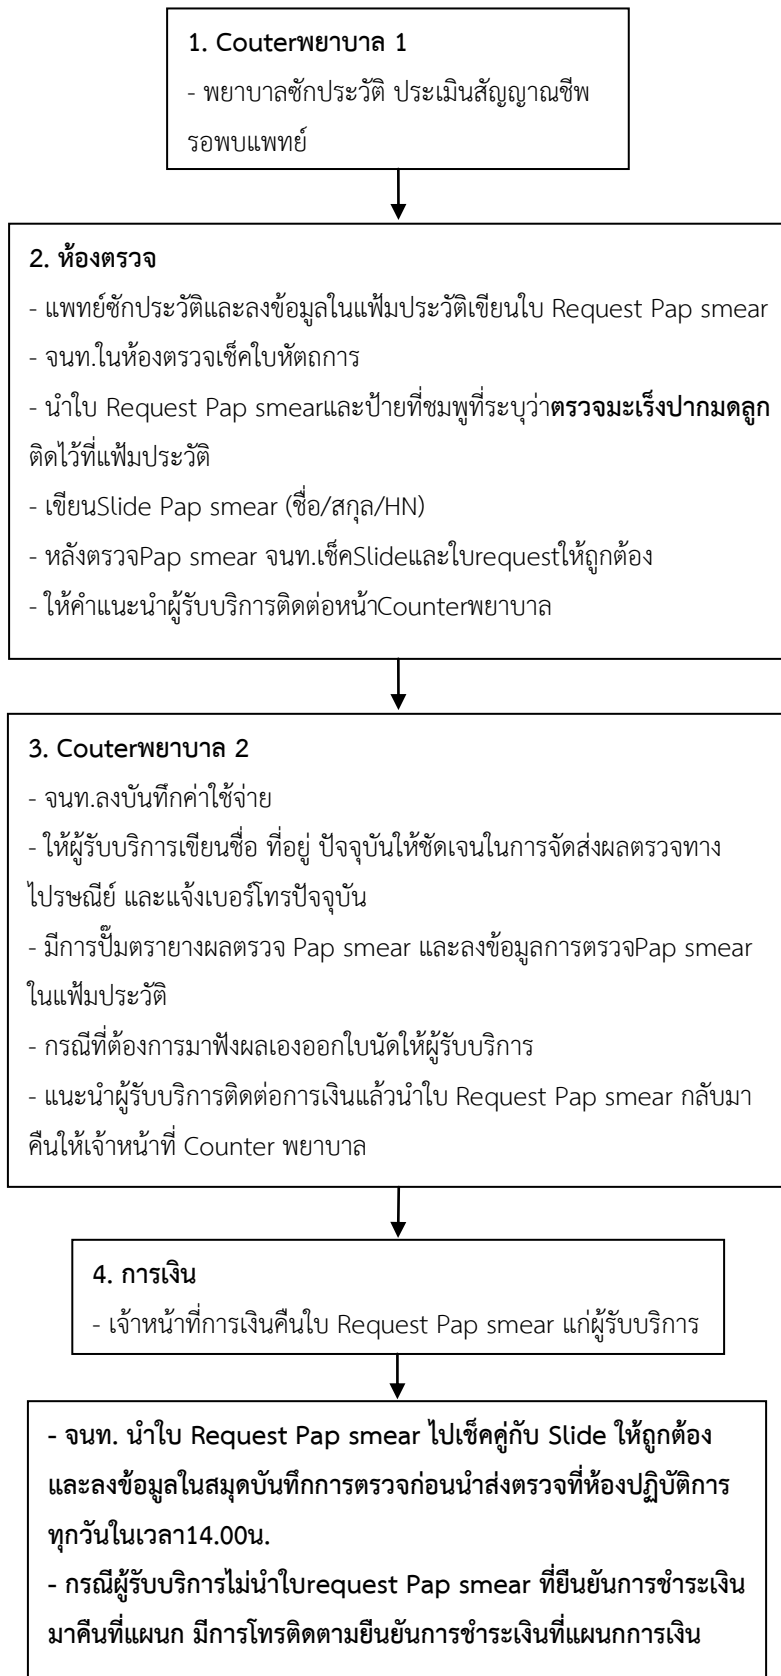 1. Couterพยาบาล 1
- พยาบาลซักประวัติ ประเมินสัญญาณชีพ
รอพบแพทย์
2. ห้องตรวจ
- แพทย์ซักประวัติและลงข้อมูลในแฟ้มประวัติเขียนใบ Request Pap smear
- จนท.ในห้องตรวจเช็คใบหัตถการ
- นำใบ Request Pap smearและป้ายที่ชมพูที่ระบุว่าตรวจมะเร็งปากมดลูก
ติดไว้ที่แฟ้มประวัติ
- เขียนSlide Pap smear (ชื่อ/สกุล/HN)
- หลังตรวจPap smear จนท.เช็คSlideและใบrequestให้ถูกต้อง
- ให้คำแนะนำผู้รับบริการติดต่อหน้าCounterพยาบาล
3. Couterพยาบาล 2
- จนท.ลงบันทึกค่าใช้จ่าย
- ให้ผู้รับบริการเขียนชื่อ ที่อยู่ ปัจจุบันให้ชัดเจนในการจัดส่งผลตรวจทาง
ไปรษณีย์ และแจ้งเบอร์โทรปัจจุบัน
- มีการปั๊มตรายางผลตรวจ Pap smear และลงข้อมูลการตรวจPap smear
ในแฟ้มประวัติ
- กรณีที่ต้องการมาฟังผลเองออกใบนัดให้ผู้รับบริการ
- แนะนำผู้รับบริการติดต่อการเงินแล้วนำใบ Request Pap smear กลับมา
คืนให้เจ้าหน้าที่ Counter พยาบาล
4. การเงิน
- เจ้าหน้าที่การเงินคืนใบ Request Pap smear แก่ผู้รับบริการ
- จนท. นำใบ Request Pap smear ไปเช็คคู่กับ Slide ให้ถูกต้อง
และลงข้อมูลในสมุดบันทึกการตรวจก่อนนำส่งตรวจที่ห้องปฏิบัติการ
ทุกวันในเวลา14.00น.
- กรณีผู้รับบริการไม่นำใบrequest Pap smear ที่ยืนยันการชำระเงิน
มาคืนที่แผนก มีการโทรติดตามยืนยันการชำระเงินที่แผนกการเงิน